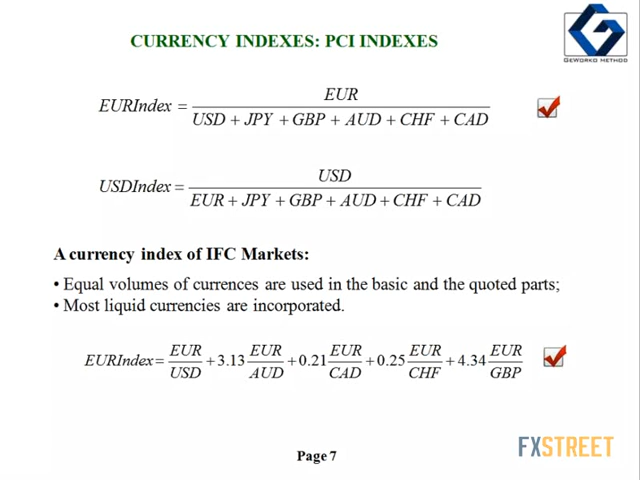 CURRENCY INDEXES: PCI INDEXES
GEWORKO METHOD
EURIndex = EUR / USD + JPY + GBP + AUD + CHF + CAD
USDIndex = USD / EUR + JPY + GBP + AUD + CHF + CAD
A currency index of IFC Markets:
• Equal volumes of currences are used in the basic and the quoted parts;
• Most liquid currencies are incorporated.
EURIndex = EUR / USD + 3.13 EUR / AUD + 0.21 EUR / CAD + 0.25 EUR / CHF + 4.34 EUR / GBP
FXSTREET
Page 7